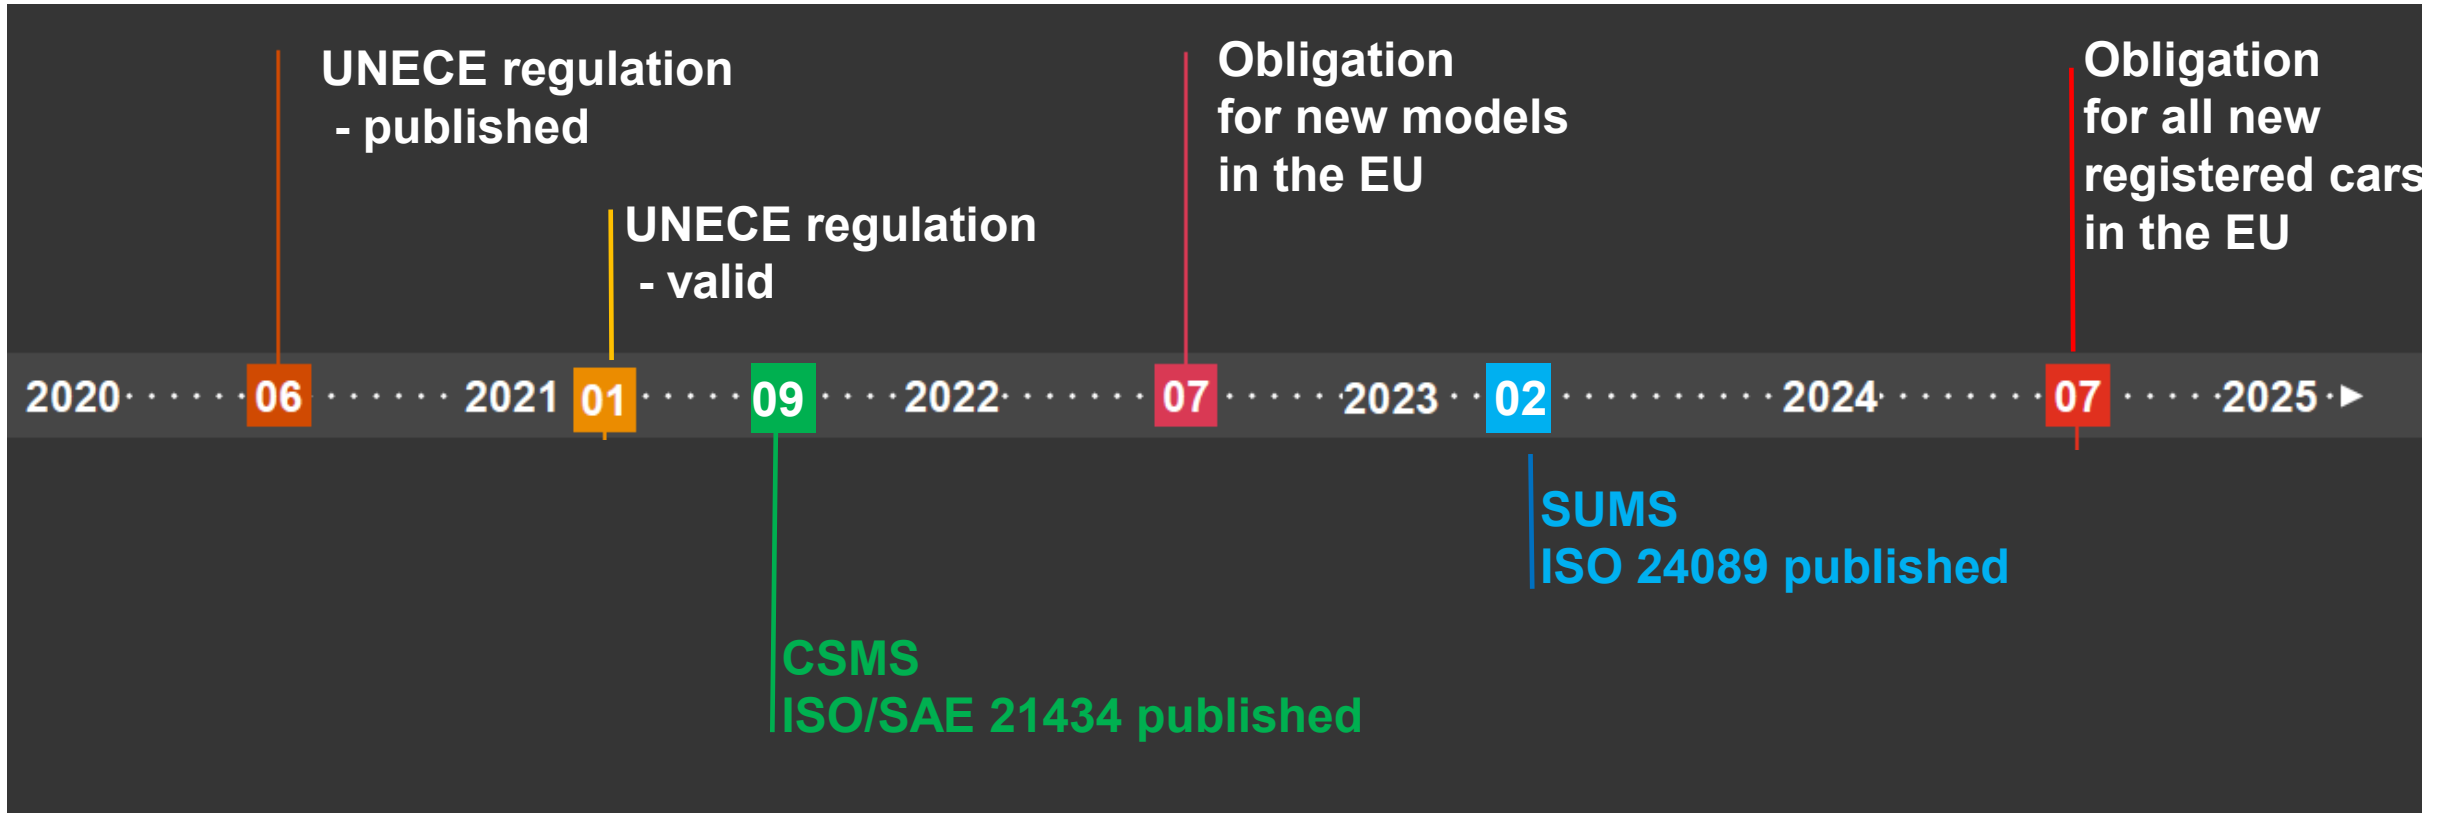 UNECE regulation
- published
UNECE regulation
- valid
Obligation
for new models
in the EU
Obligation
for all new
registered cars
in the EU
2020 06 2021 01 09 2022 07 2023 02 2024 07 2025
SUMS
ISO 24089 published
CSMS
ISO/SAE 21434 published